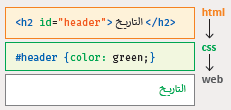 <h2 id="header"> التاريخ </h2>
html
#header {color: green;}
css
التاريخ
web